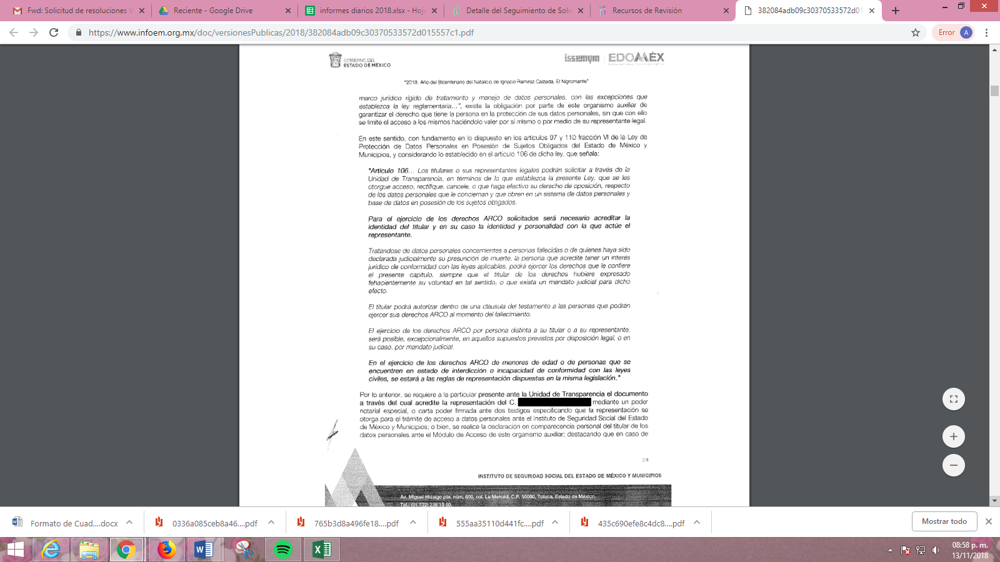 Fwd: Solicitud de resoluciones V
Reciente - Google Drive
informes diarios 2018.xlsx - Hoja
Detalle del Seguimiento de Solic
Recursos de Revisión
382084adb09c30370533572d01
https://www.infoem.org.mx/doc/versionesPublicas/2018/382084adb09c30370533572d015557c1.pdf
Error A
GOBIERNO DEL
ESTADO DE MÉXICO
issemym EDOMÉX
"2018. Año del Bicentenario del Natalicio de Ignacio Ramírez Calzada, El Nigromante"
marco jurídico rígido de tratamiento y manejo de datos personales, con las excepciones que
establezca la ley reglamentaria...", existe la obligación por parte de este organismo auxiliar de
garantizar el derecho que tiene la persona en la protección de sus datos personales, sin que con ello
se limite el acceso a los mismos haciéndolo valer por sí mismo o por medio de su representante legal.
En este sentido, con fundamento en lo dispuesto en los artículos 97 y 110 fracción VI de la Ley de
Protección de Datos Personales en Posesión de Sujetos Obligados del Estado de México y
Municipios, y considerando lo establecido en el artículo 106 de dicha ley, que señala:
"Artículo 106... Los titulares o sus representantes legales podrán solicitar a través de la
Unidad de Transparencia, en términos de lo que establezca la presente Ley, que se les
otorgue acceso, rectifique, cancele, o que haga efectivo su derecho de oposición, respecto
de los datos personales que le conciernan y que obren en un sistema de datos personales y
base de datos en posesión de los sujetos obligados.
Para el ejercicio de los derechos ARCO solicitados será necesario acreditar la
identidad del titular y en su caso la identidad y personalidad con la que actúe el
representante.
Tratándose de datos personales concernientes a personas fallecidas o de quienes haya sido
declarada judicialmente su presunción de muerte, la persona que acredite tener un interés
jurídico de conformidad con las leyes aplicables, podrá ejercer los derechos que le confiere
el presente capítulo, siempre que el titular de los derechos hubiere expresado
fehacientemente su voluntad en tal sentido, o que exista un mandato judicial para dicho
efecto.
El titular podrá autorizar dentro de una cláusula del testamento a las personas que podrán
ejercer sus derechos ARCO al momento del fallecimiento.
El ejercicio de los derechos ARCO por persona distinta a su titular o a su representante,
será posible, excepcionalmente, en aquellos supuestos previstos por disposición legal, o en
su caso, por mandato judicial.
En el ejercicio de los derechos ARCO de menores de edad o de personas que se
encuentren en estado de interdicción o incapacidad de conformidad con las leyes
civiles, se estará a las reglas de representación dispuestas en la misma legislación."
Por lo anterior, se requiere a la particular presente ante la Unidad de Transparencia el documento
a través del cual acredite la representación del C. mediante un poder
notarial especial, o carta poder firmada ante dos testigos especificando que la representación se
otorga para el trámite de acceso a datos personales ante el Instituto de Seguridad Social del Estado
de México y Municipios; o bien, se realice la declaración en comparecencia personal del titular de los
datos personales ante el Módulo de Acceso de este organismo auxiliar; destacando que en caso de
2/4
INSTITUTO DE SEGURIDAD SOCIAL DEL ESTADO DE MÉXICO Y MUNICIPIOS
Av. Miguel Hidalgo pte. núm. 600, col. La Merced, C.P. 50080, Toluca, Estado de México.
Tel.: (01 722) 226 19 00
Formato de Cuad....docx
0336a085ceb8a46....pdf
765b3d8a496fe18....pdf
555aa35110d441fc....pdf
435c690efe8c4dc8....pdf
Mostrar todo
08:58 p. m.
13/11/2018